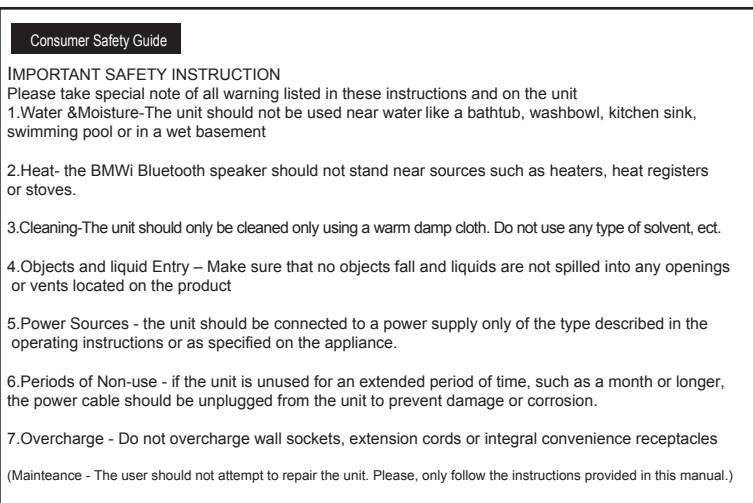 Consumer Safety Guide
IMPORTANT SAFETY INSTRUCTION
Please take special note of all warning listed in these instructions and on the unit
1.Water &Moisture-The unit should not be used near water like a bathtub, washbowl, kitchen sink,
swimming pool or in a wet basement
2.Heat- the BMWi Bluetooth speaker should not stand near sources such as heaters, heat registers
or stoves.
3.Cleaning-The unit should only be cleaned only using a warm damp cloth. Do not use any type of solvent, ect.
4.Objects and liquid Entry – Make sure that no objects fall and liquids are not spilled into any openings
or vents located on the product
5.Power Sources - the unit should be connected to a power supply only of the type described in the
operating instructions or as specified on the appliance.
6.Periods of Non-use - if the unit is unused for an extended period of time, such as a month or longer,
the power cable should be unplugged from the unit to prevent damage or corrosion.
7.Overcharge - Do not overcharge wall sockets, extension cords or integral convenience receptacles
(Mainteance - The user should not attempt to repair the unit. Please, only follow the instructions provided in this manual.)